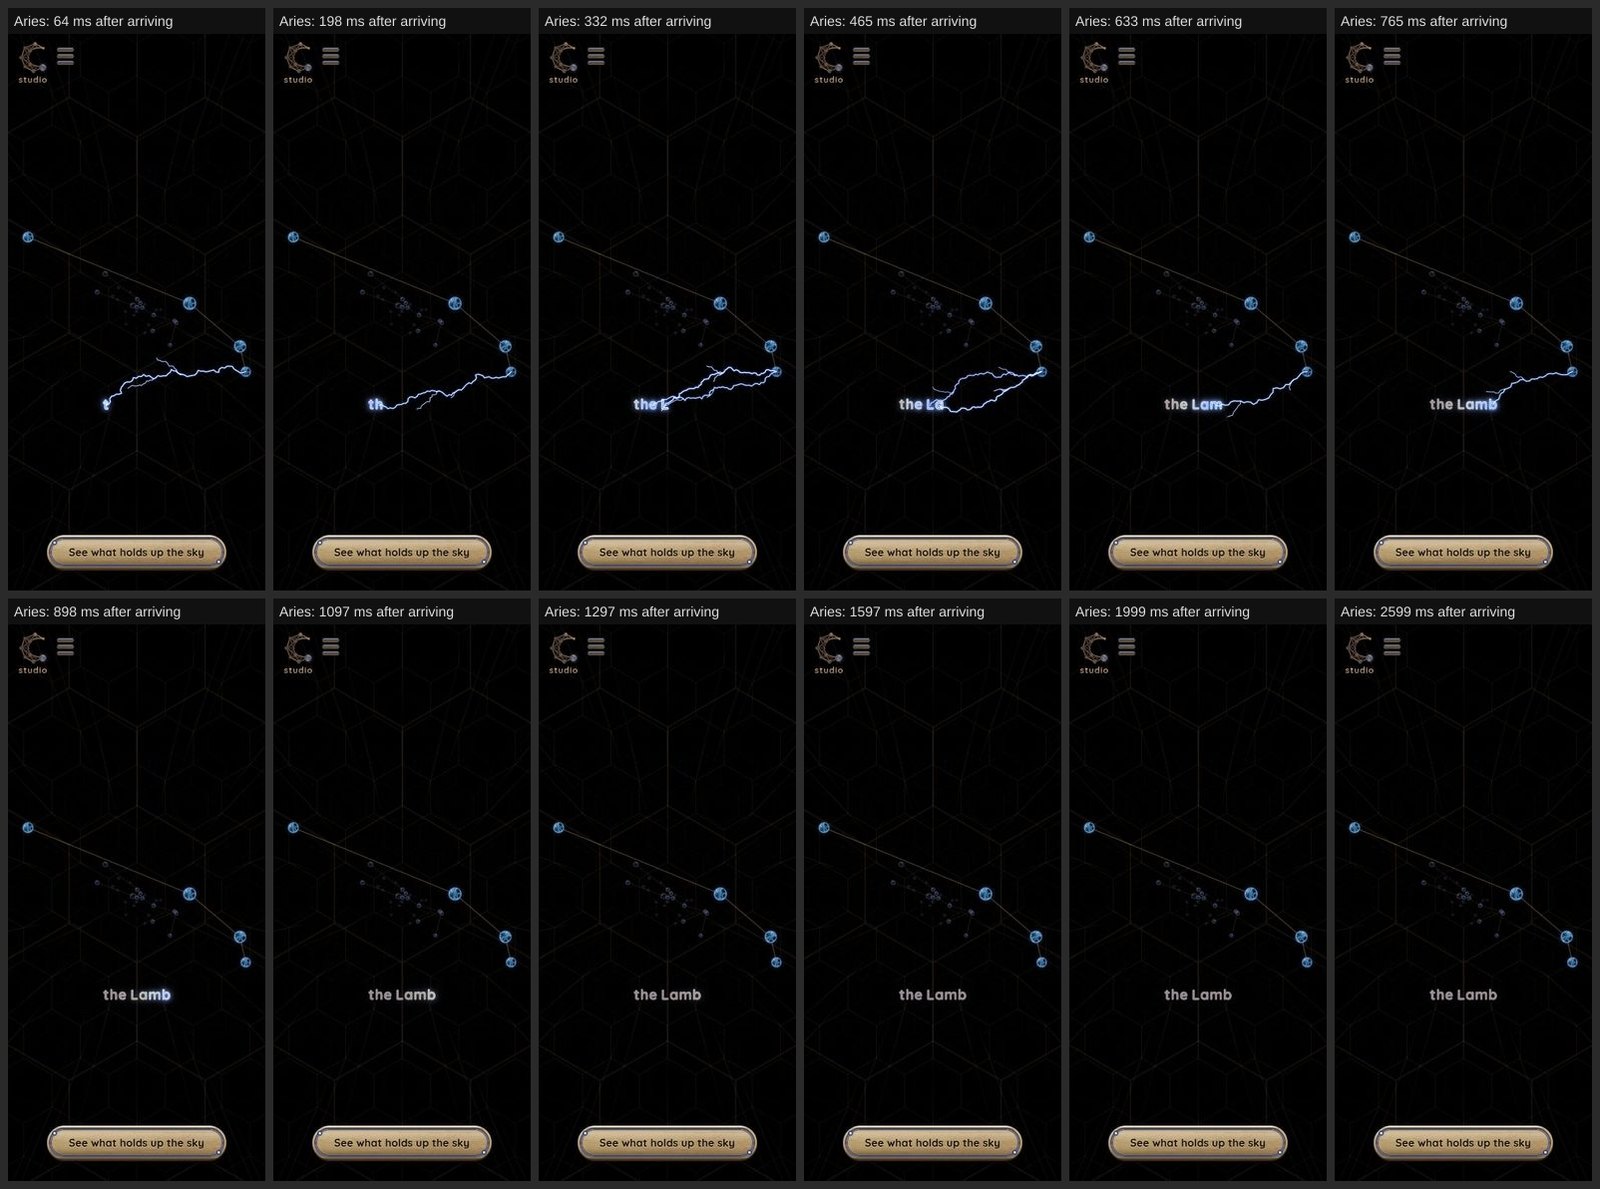 Aries: 64 ms after arriving
studio
t
See what holds up the sky
Aries: 198 ms after arriving
studio
th
See what holds up the sky
Aries: 332 ms after arriving
studio
the L
See what holds up the sky
Aries: 465 ms after arriving
studio
the La
See what holds up the sky
Aries: 633 ms after arriving
studio
the Lam
See what holds up the sky
Aries: 765 ms after arriving
studio
the Lamb
See what holds up the sky
Aries: 898 ms after arriving
studio
the Lamb
See what holds up the sky
Aries: 1097 ms after arriving
studio
the Lamb
See what holds up the sky
Aries: 1297 ms after arriving
studio
the Lamb
See what holds up the sky
Aries: 1597 ms after arriving
studio
the Lamb
See what holds up the sky
Aries: 1999 ms after arriving
studio
the Lamb
See what holds up the sky
Aries: 2599 ms after arriving
studio
the Lamb
See what holds up the sky